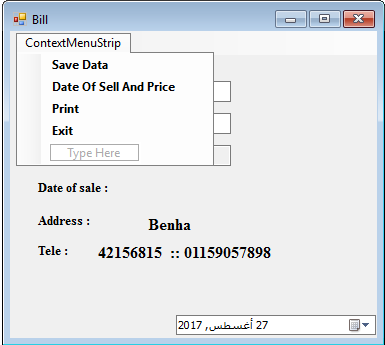 Bill
ContextMenuStrip
Save Data
Date Of Sell And Price
Print
Exit
Type Here
Date of sale :
Address :
Benha
Tele :
42156815 :: 01159057898
27 أغسطس, 2017